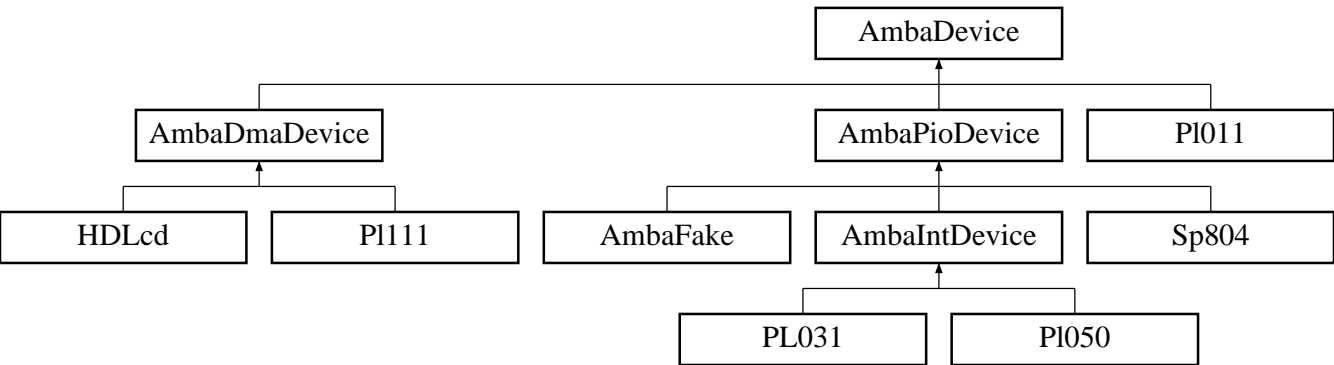 AmbaDevice
AmbaDmaDevice
AmbaPioDevice
Pl011
HDLcd
Pl111
AmbaFake
AmbaIntDevice
Sp804
PL031
Pl050